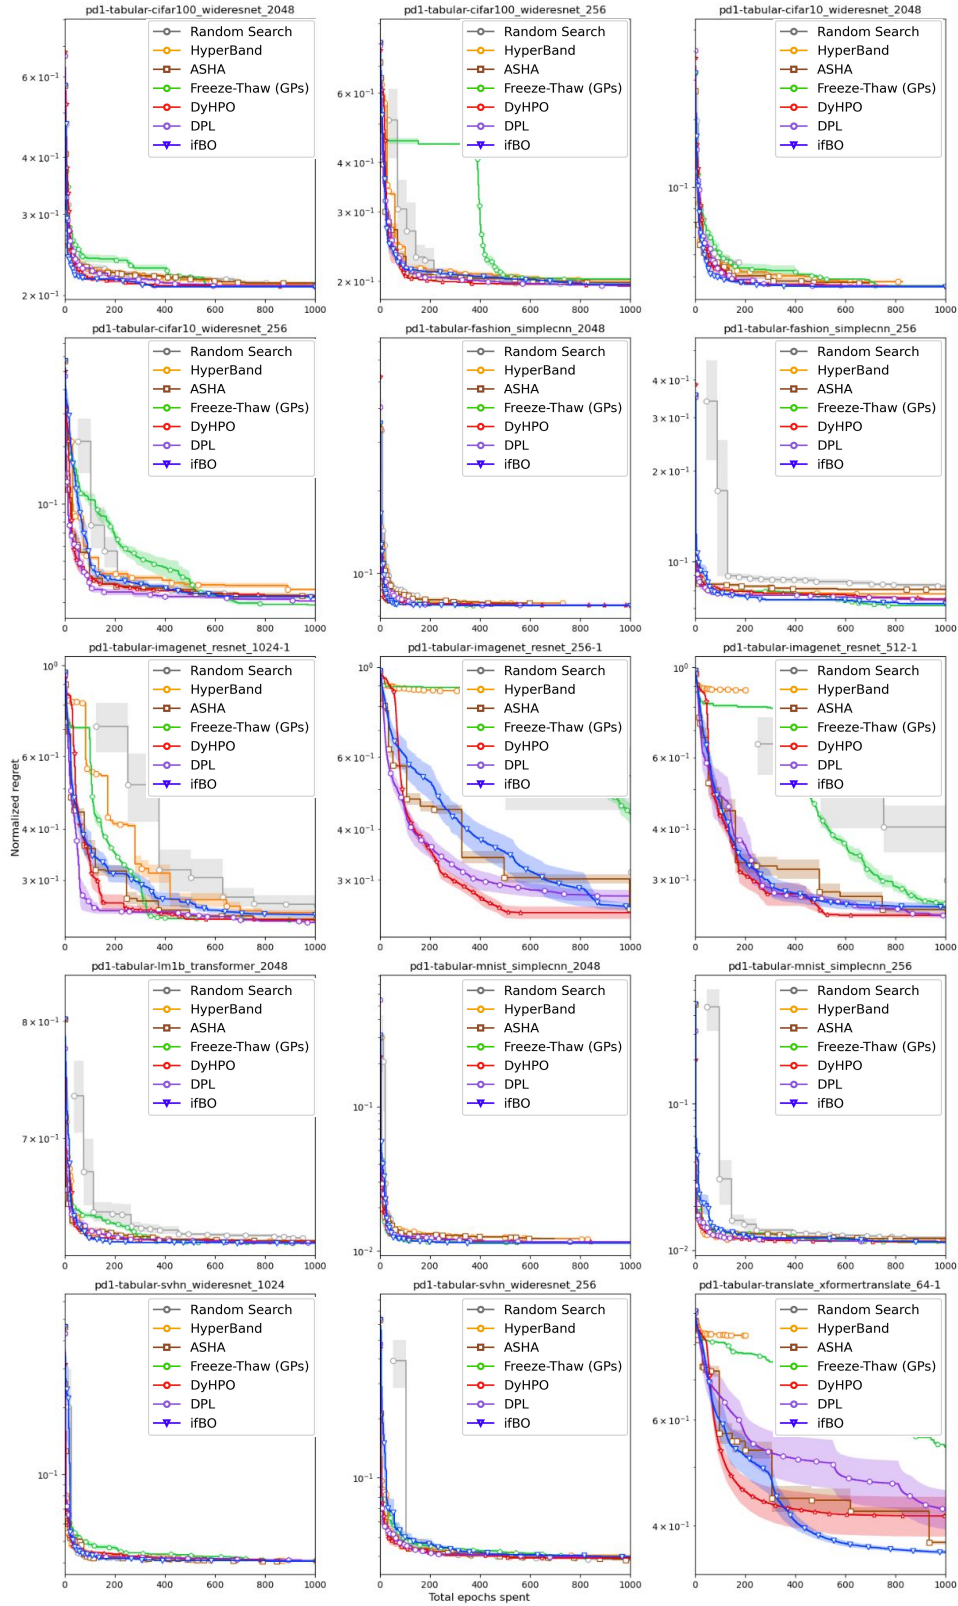 pd1-tabular-cifar100_wideresnet_2048
6 × 10⁻¹
4 × 10⁻¹
3 × 10⁻¹
2 × 10⁻¹
Random Search
HyperBand
ASHA
Freeze-Thaw (GPs)
DyHPO
DPL
ifBO
0 200 400 600 800 1000
pd1-tabular-cifar100_wideresnet_256
6 × 10⁻¹
4 × 10⁻¹
3 × 10⁻¹
2 × 10⁻¹
Random Search
HyperBand
ASHA
Freeze-Thaw (GPs)
DyHPO
DPL
ifBO
0 200 400 600 800 1000
pd1-tabular-cifar10_wideresnet_2048
10⁻¹
Random Search
HyperBand
ASHA
Freeze-Thaw (GPs)
DyHPO
DPL
ifBO
0 200 400 600 800 1000
pd1-tabular-cifar10_wideresnet_256
10⁻¹
Random Search
HyperBand
ASHA
Freeze-Thaw (GPs)
DyHPO
DPL
ifBO
0 200 400 600 800 1000
pd1-tabular-fashion_simplecnn_2048
10⁻¹
Random Search
HyperBand
ASHA
Freeze-Thaw (GPs)
DyHPO
DPL
ifBO
0 200 400 600 800 1000
pd1-tabular-fashion_simplecnn_256
4 × 10⁻¹
3 × 10⁻¹
2 × 10⁻¹
10⁻¹
Random Search
HyperBand
ASHA
Freeze-Thaw (GPs)
DyHPO
DPL
ifBO
0 200 400 600 800 1000
Normalized regret
pd1-tabular-imagenet_resnet_1024-1
10⁰
6 × 10⁻¹
4 × 10⁻¹
3 × 10⁻¹
Random Search
HyperBand
ASHA
Freeze-Thaw (GPs)
DyHPO
DPL
ifBO
0 200 400 600 800 1000
pd1-tabular-imagenet_resnet_256-1
10⁰
6 × 10⁻¹
4 × 10⁻¹
3 × 10⁻¹
Random Search
HyperBand
ASHA
Freeze-Thaw (GPs)
DyHPO
DPL
ifBO
0 200 400 600 800 1000
pd1-tabular-imagenet_resnet_512-1
10⁰
6 × 10⁻¹
4 × 10⁻¹
3 × 10⁻¹
Random Search
HyperBand
ASHA
Freeze-Thaw (GPs)
DyHPO
DPL
ifBO
0 200 400 600 800 1000
pd1-tabular-lm1b_transformer_2048
8 × 10⁻¹
7 × 10⁻¹
Random Search
HyperBand
ASHA
Freeze-Thaw (GPs)
DyHPO
DPL
ifBO
0 200 400 600 800 1000
pd1-tabular-mnist_simplecnn_2048
10⁻¹
10⁻²
Random Search
HyperBand
ASHA
Freeze-Thaw (GPs)
DyHPO
DPL
ifBO
0 200 400 600 800 1000
pd1-tabular-mnist_simplecnn_256
10⁻¹
10⁻²
Random Search
HyperBand
ASHA
Freeze-Thaw (GPs)
DyHPO
DPL
ifBO
0 200 400 600 800 1000
pd1-tabular-svhn_wideresnet_1024
10⁻¹
Random Search
HyperBand
ASHA
Freeze-Thaw (GPs)
DyHPO
DPL
ifBO
0 200 400 600 800 1000
pd1-tabular-svhn_wideresnet_256
10⁻¹
Random Search
HyperBand
ASHA
Freeze-Thaw (GPs)
DyHPO
DPL
ifBO
0 200 400 600 800 1000
pd1-tabular-translate_xformertranslate_64-1
6 × 10⁻¹
4 × 10⁻¹
Random Search
HyperBand
ASHA
Freeze-Thaw (GPs)
DyHPO
DPL
ifBO
0 200 400 600 800 1000
Total epochs spent